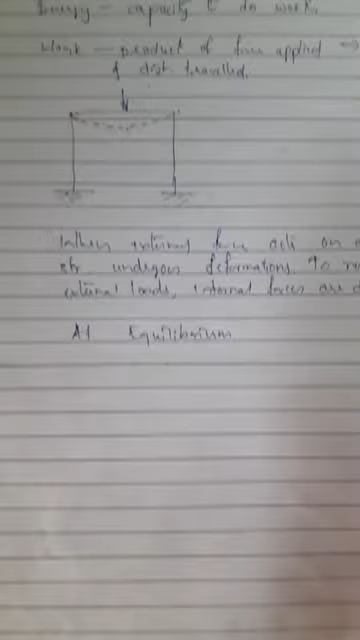 Energy - capacity to do work.
Work - product of force applied
& dist. travelled.
When external force acts on
str. undergoes deformations. To
external loads, internal forces are
At Equilibrium